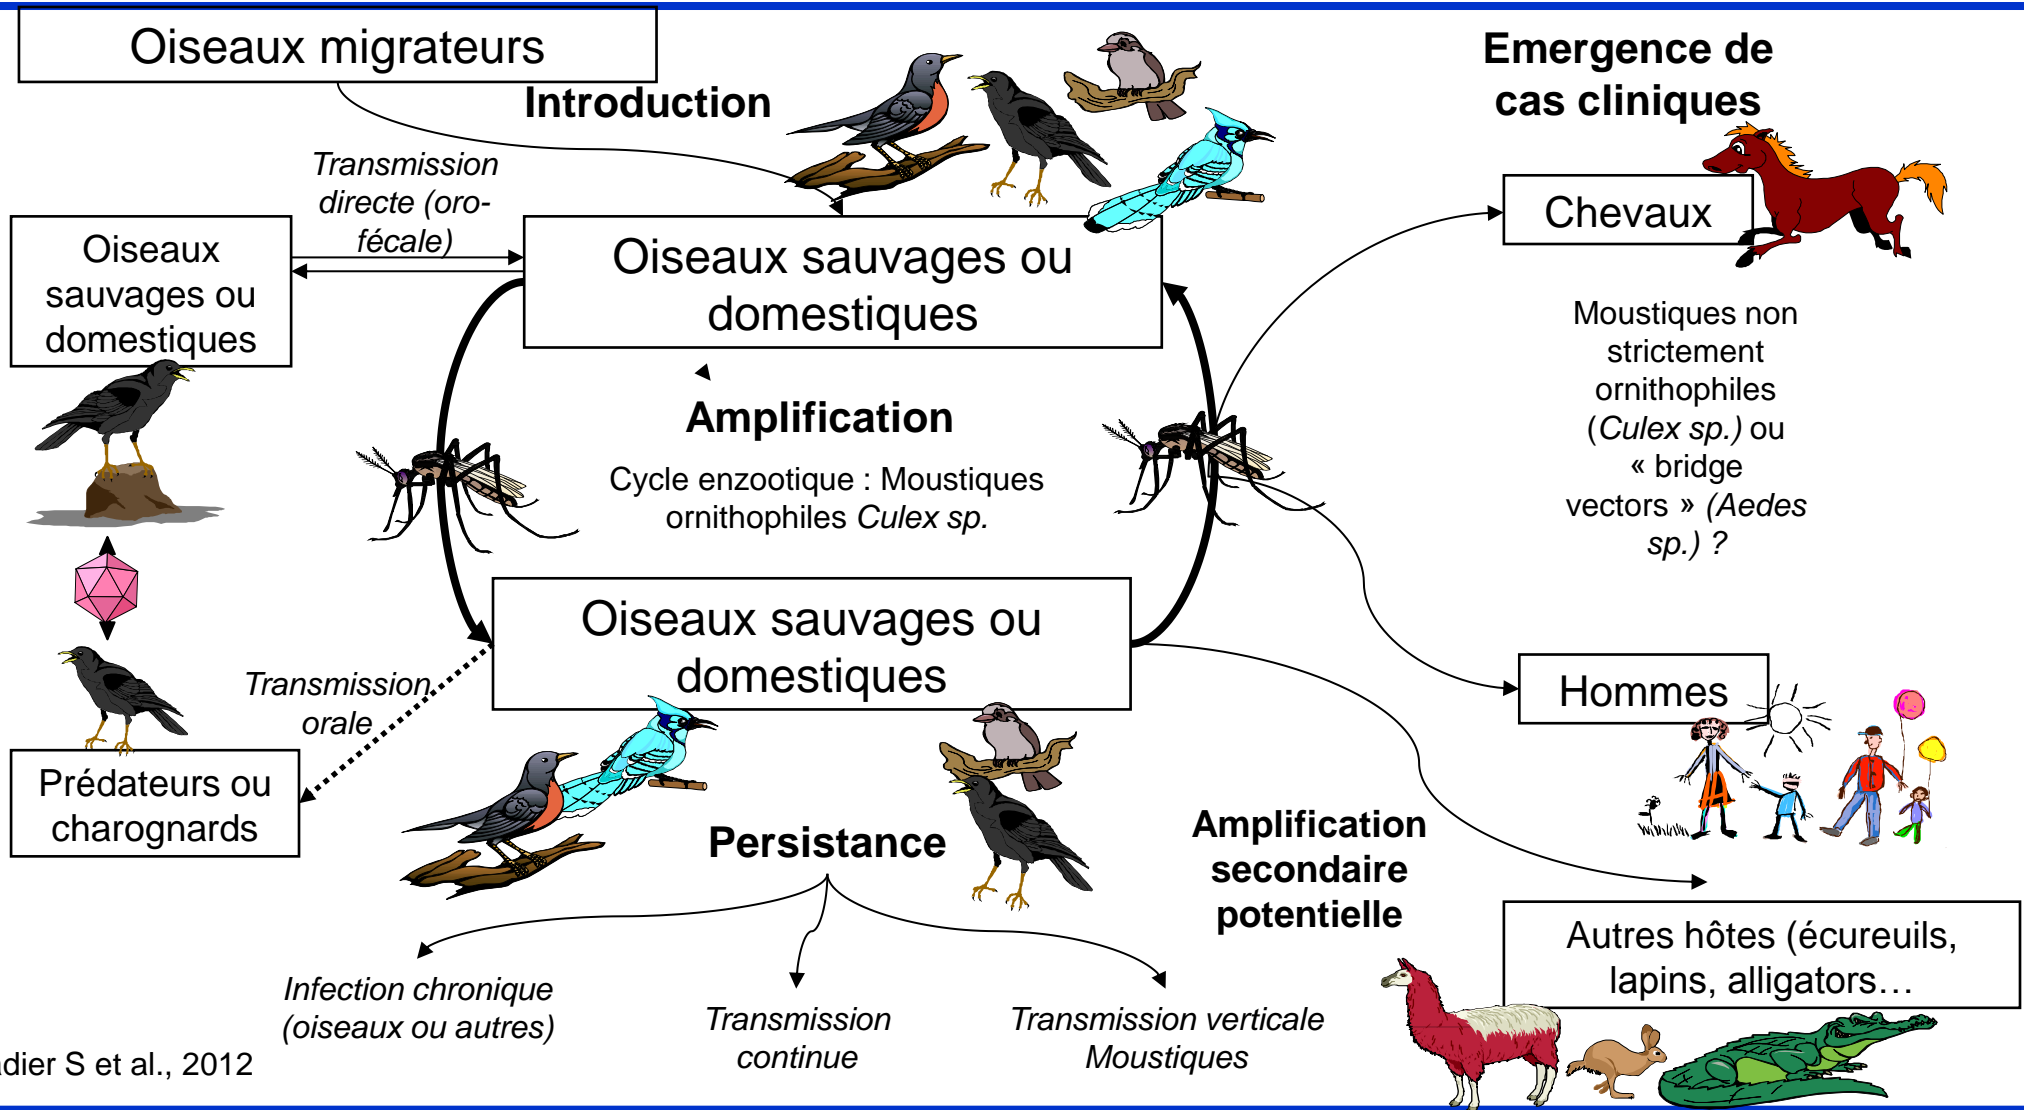 Oiseaux migrateurs
Introduction
Emergence de
cas cliniques
Transmission
directe (oro-
fécale)
Oiseaux
sauvages ou
domestiques
Oiseaux sauvages ou
domestiques
Chevaux
Moustiques non
strictement
ornithophiles
(Culex sp.) ou
« bridge
vectors » (Aedes
sp.) ?
Amplification
Cycle enzootique : Moustiques
ornithophiles Culex sp.
Oiseaux sauvages ou
domestiques
Transmission
orale
Hommes
Prédateurs ou
charognards
Persistance
Amplification
secondaire
potentielle
Autres hôtes (écureuils,
lapins, alligators…
Infection chronique
(oiseaux ou autres)
Transmission
continue
Transmission verticale
Moustiques
dier S et al., 2012